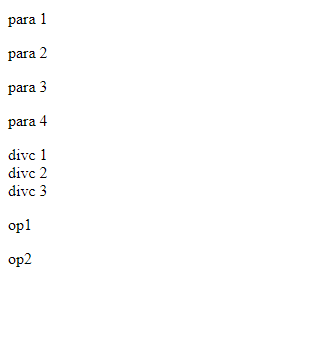 para 1
para 2
para 3
para 4
divc 1
divc 2
divc 3
op1
op2